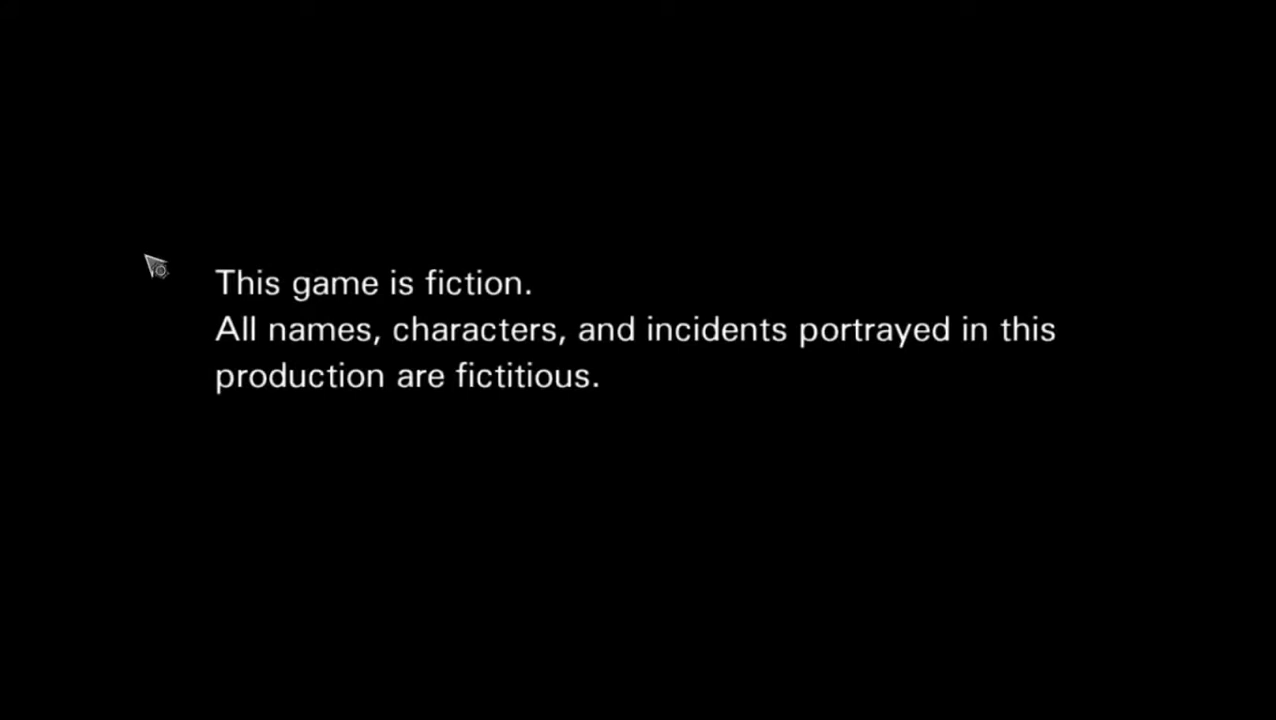 This game is fiction.
All names, characters, and incidents portrayed in this
production are fictitious.